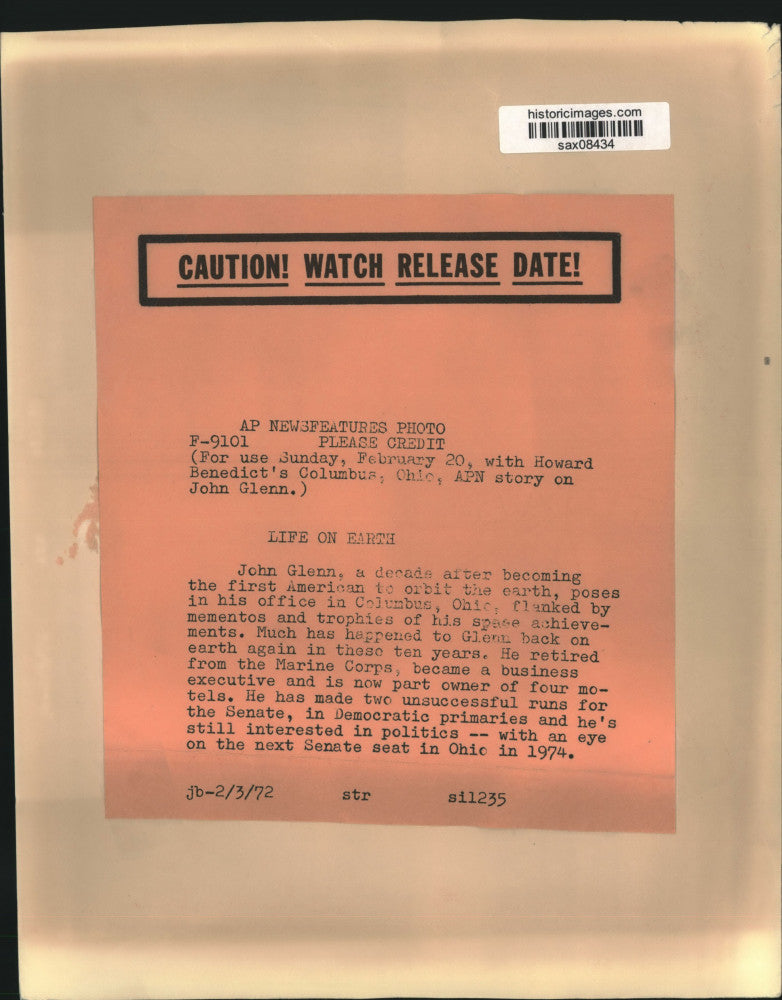 historicimages.com
sax08434
CAUTION! WATCH RELEASE DATE!
AP NEWSFEATURES PHOTO
F-9101 PLEASE CREDIT
(For use Sunday, February 20, with Howard
Benedict's Columbus, Ohio, APN story on
John Glenn.)
LIFE ON EARTH
John Glenn, a decade after becoming
the first American to orbit the earth, poses
in his office in Columbus, Ohio, flanked by
mementos and trophies of his space achieve-
ments. Much has happened to Glenn back on
earth again in these ten years. He retired
from the Marine Corps, became a business
executive and is now part owner of four mo-
tels. He has made two unsuccessful runs for
the Senate, in Democratic primaries and he's
still interested in politics -- with an eye
on the next Senate seat in Ohio in 1974.
jb-2/3/72 str sil235